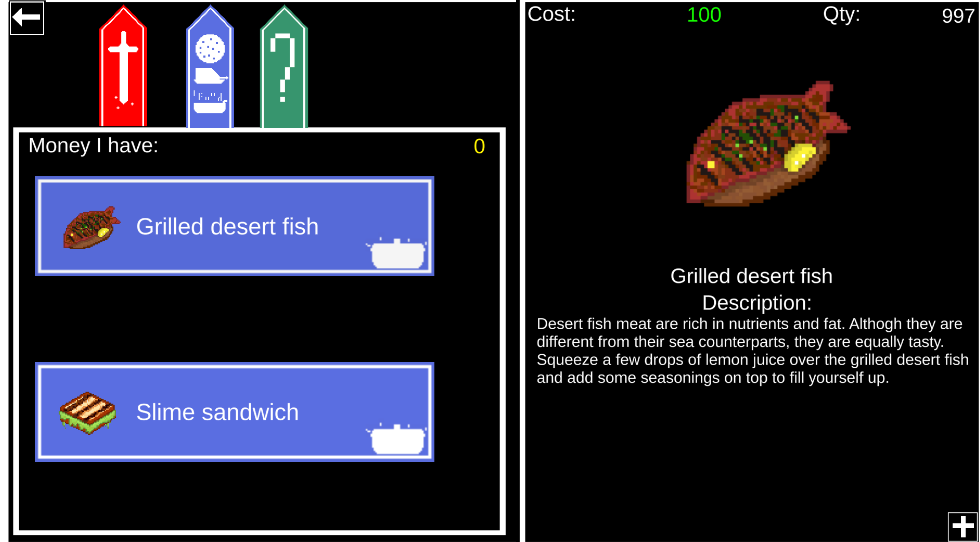 Cost: 100 Qty: 997
Money I have: 0
Grilled desert fish
Slime sandwich
Grilled desert fish
Description:
Desert fish meat are rich in nutrients and fat. Althogh they are
different from their sea counterparts, they are equally tasty.
Squeeze a few drops of lemon juice over the grilled desert fish
and add some seasonings on top to fill yourself up.